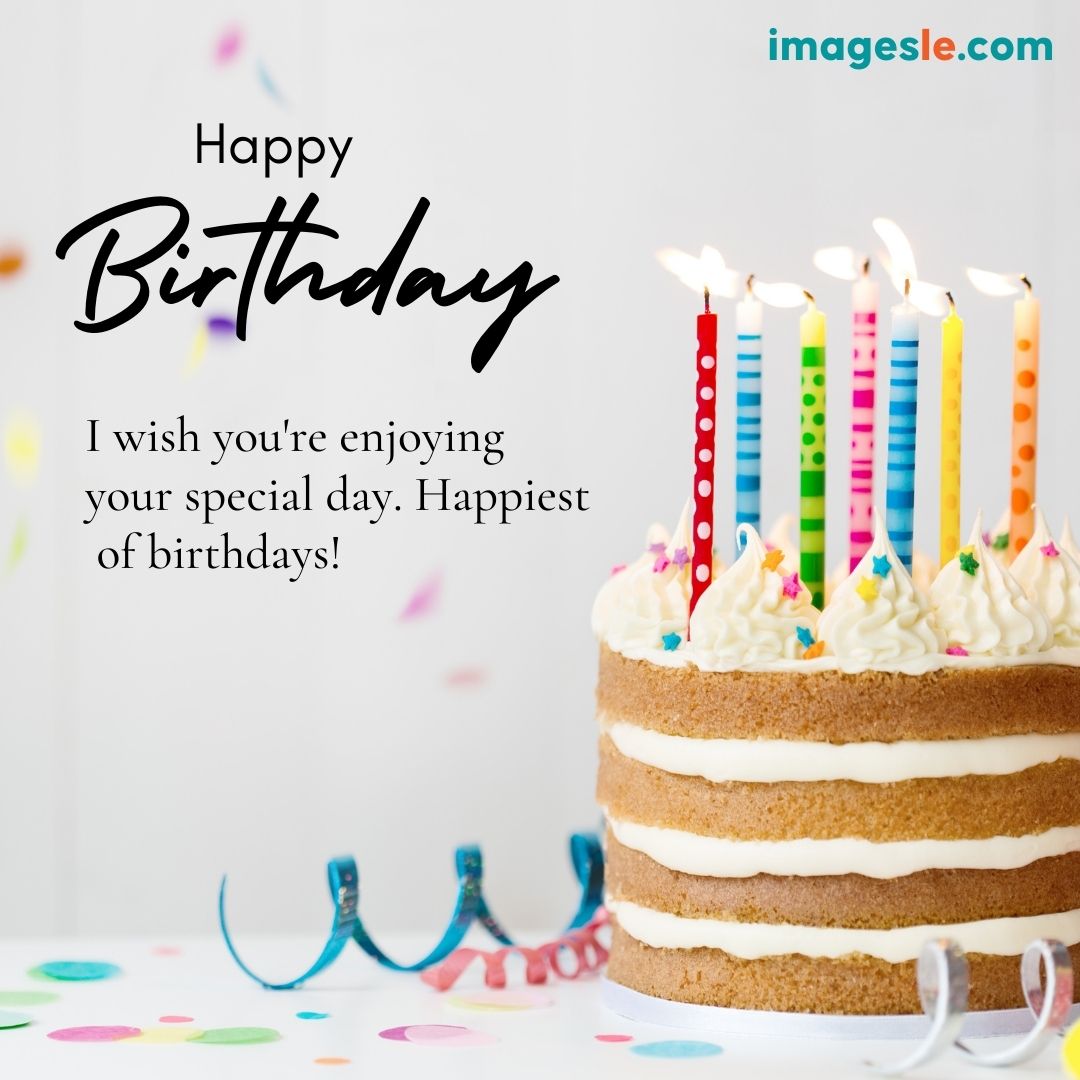 imagesle.com
Happy
Birthday
I wish you're enjoying
your special day. Happiest
of birthdays!